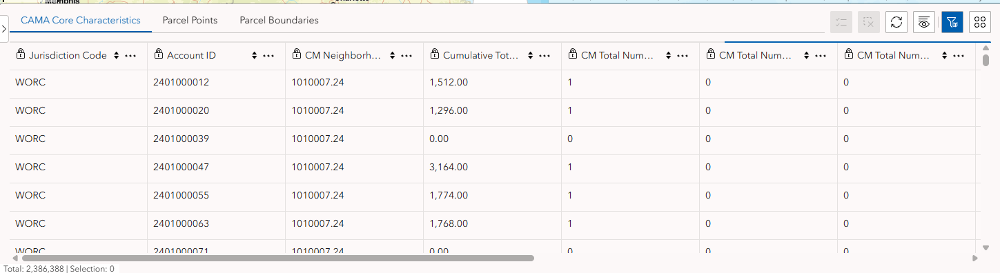 Memphis
CAMA Core Characteristics Parcel Points Parcel Boundaries
Jurisdiction Code Account ID CM Neighborh... Cumulative Tot... CM Total Num... CM Total Num... CM Total Num...
WORC 2401000012 1010007.24 1,512.00 1 0 0
WORC 2401000020 1010007.24 1,296.00 1 0 0
WORC 2401000039 1010007.24 0.00 0 0 0
WORC 2401000047 1010007.24 3,164.00 1 0 0
WORC 2401000055 1010007.24 1,774.00 1 0 0
WORC 2401000063 1010007.24 1,768.00 1 0 0
WORC 2401000071 1010007.24 0.00 0 0 0
Total: 2,386,388 | Selection: 0